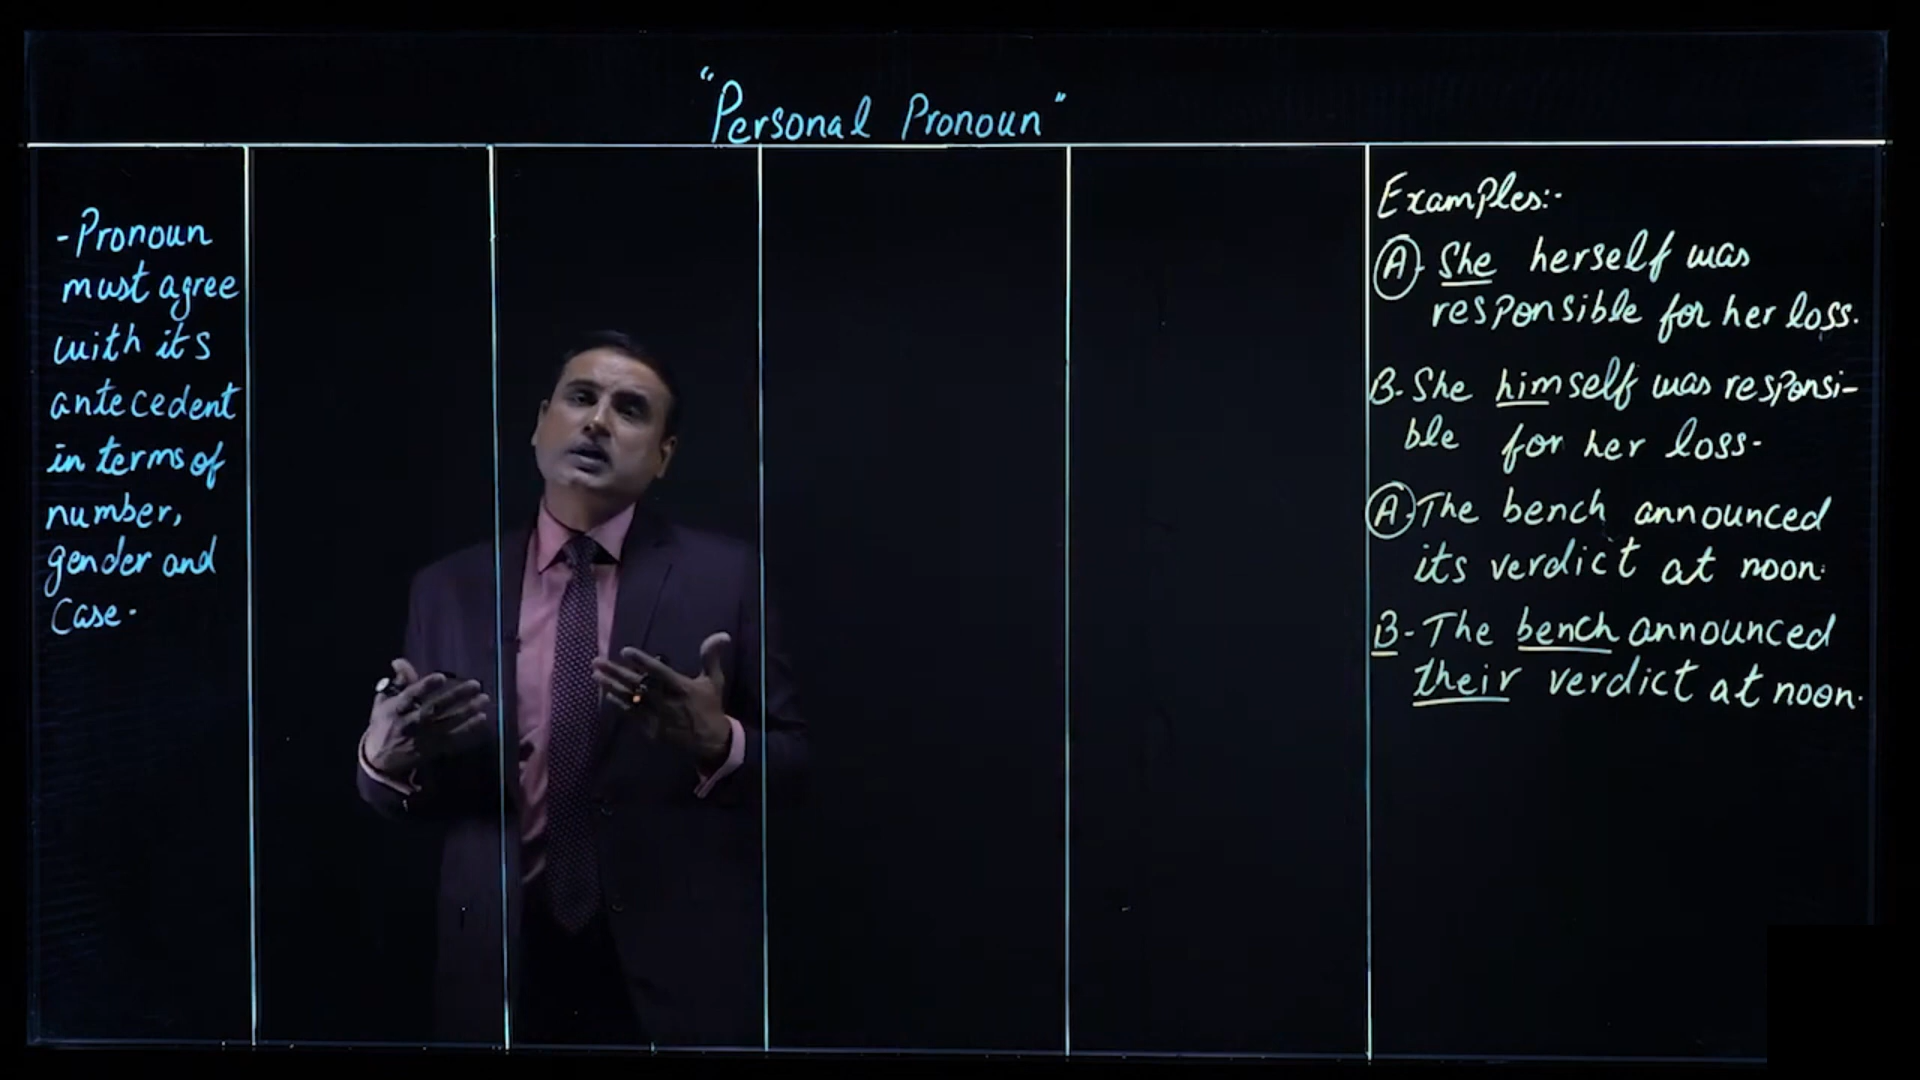 "Personal Pronoun"
-Pronoun
must agree
with its
antecedent
in terms of
number,
gender and
Case.
Examples:-
A- She herself was
responsible for her loss.
B- She himself was responsi-
ble for her loss.
A. The bench announced
its verdict at noon.
B- The bench announced
their verdict at noon.